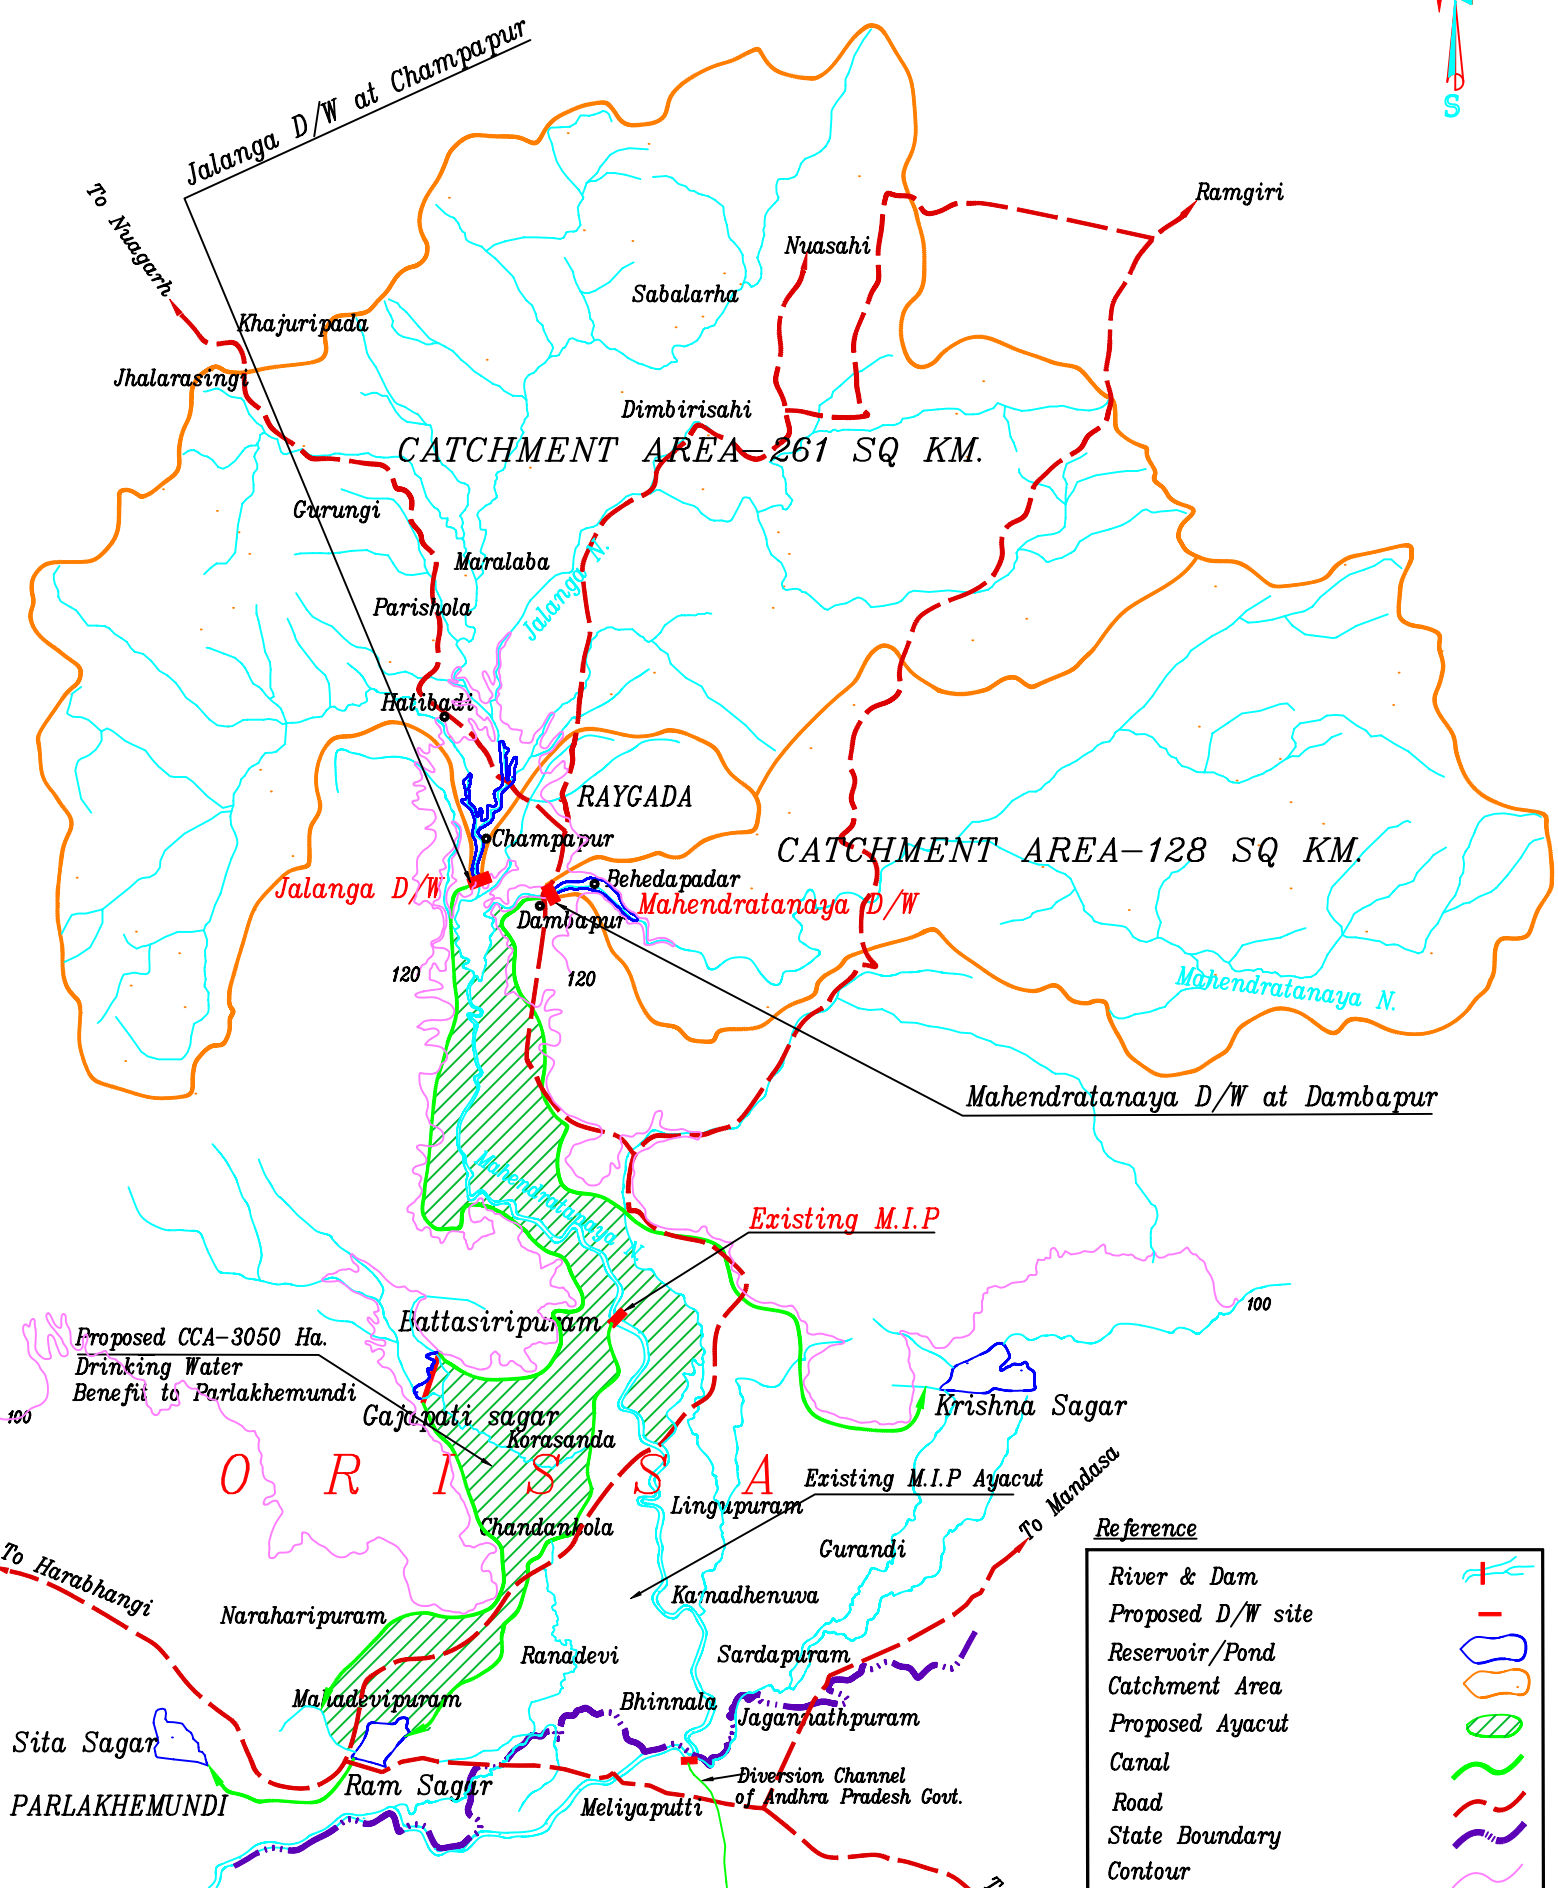 S
Jalanga D/W at Champapur
To Nuagarh
Ramgiri
Nuasahi
Sabalarha
Khajuripada
Jhalarasingi
Dimbirisahi
CATCHMENT AREA-261 SQ KM.
Gurungi
Maralaba
Jalanga N.
Parishola
Hatibadi
RAYGADA
Champapur
CATCHMENT AREA-128 SQ KM.
Jalanga D/W
Behedapadar
Mahendratanaya D/W
Dambapur
120
120
Mahendratanaya N.
Mahendratanaya D/W at Dambapur
Mahendratanaya N.
Existing M.I.P
100
Battasiripuram
Proposed CCA-3050 Ha.
Drinking Water
Benefit to Parlakhemundi
100
Gajapati sagar
Krishna Sagar
Korasanda
ORISSA
Existing M.I.P Ayacut
Lingupuram
To Mandasa
Chandankola
Gurandi
To Harabhangi
Kamadhenuva
Naraharipuram
Ranadevi
Sardapuram
Mahadevipuram
Bhinnala
Jagannathpuram
Sita Sagar
Ram Sagar
Diversion Channel
of Andhra Pradesh Govt.
PARLAKHEMUNDI
Meliyaputti
Reference
River & Dam
Proposed D/W site
Reservoir/Pond
Catchment Area
Proposed Ayacut
Canal
Road
State Boundary
Contour